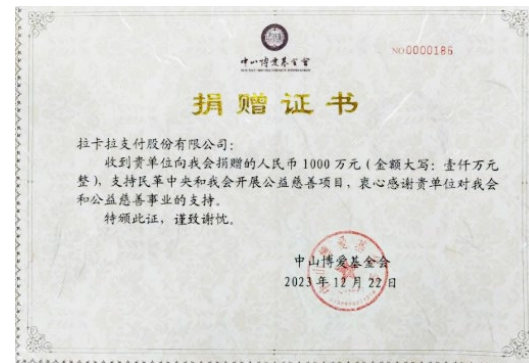 中山博爱基金会
NO0000186
捐赠证书
拉卡拉支付股份有限公司:
收到贵单位向我会捐赠的人民币1000万元(金额大写:壹仟万元
整),支持民革中央和我会开展公益慈善项目,衷心感谢贵单位对我会
和公益慈善事业的支持。
特颁此证,谨致谢忱。
中山博爱基金会
2023年12月22日